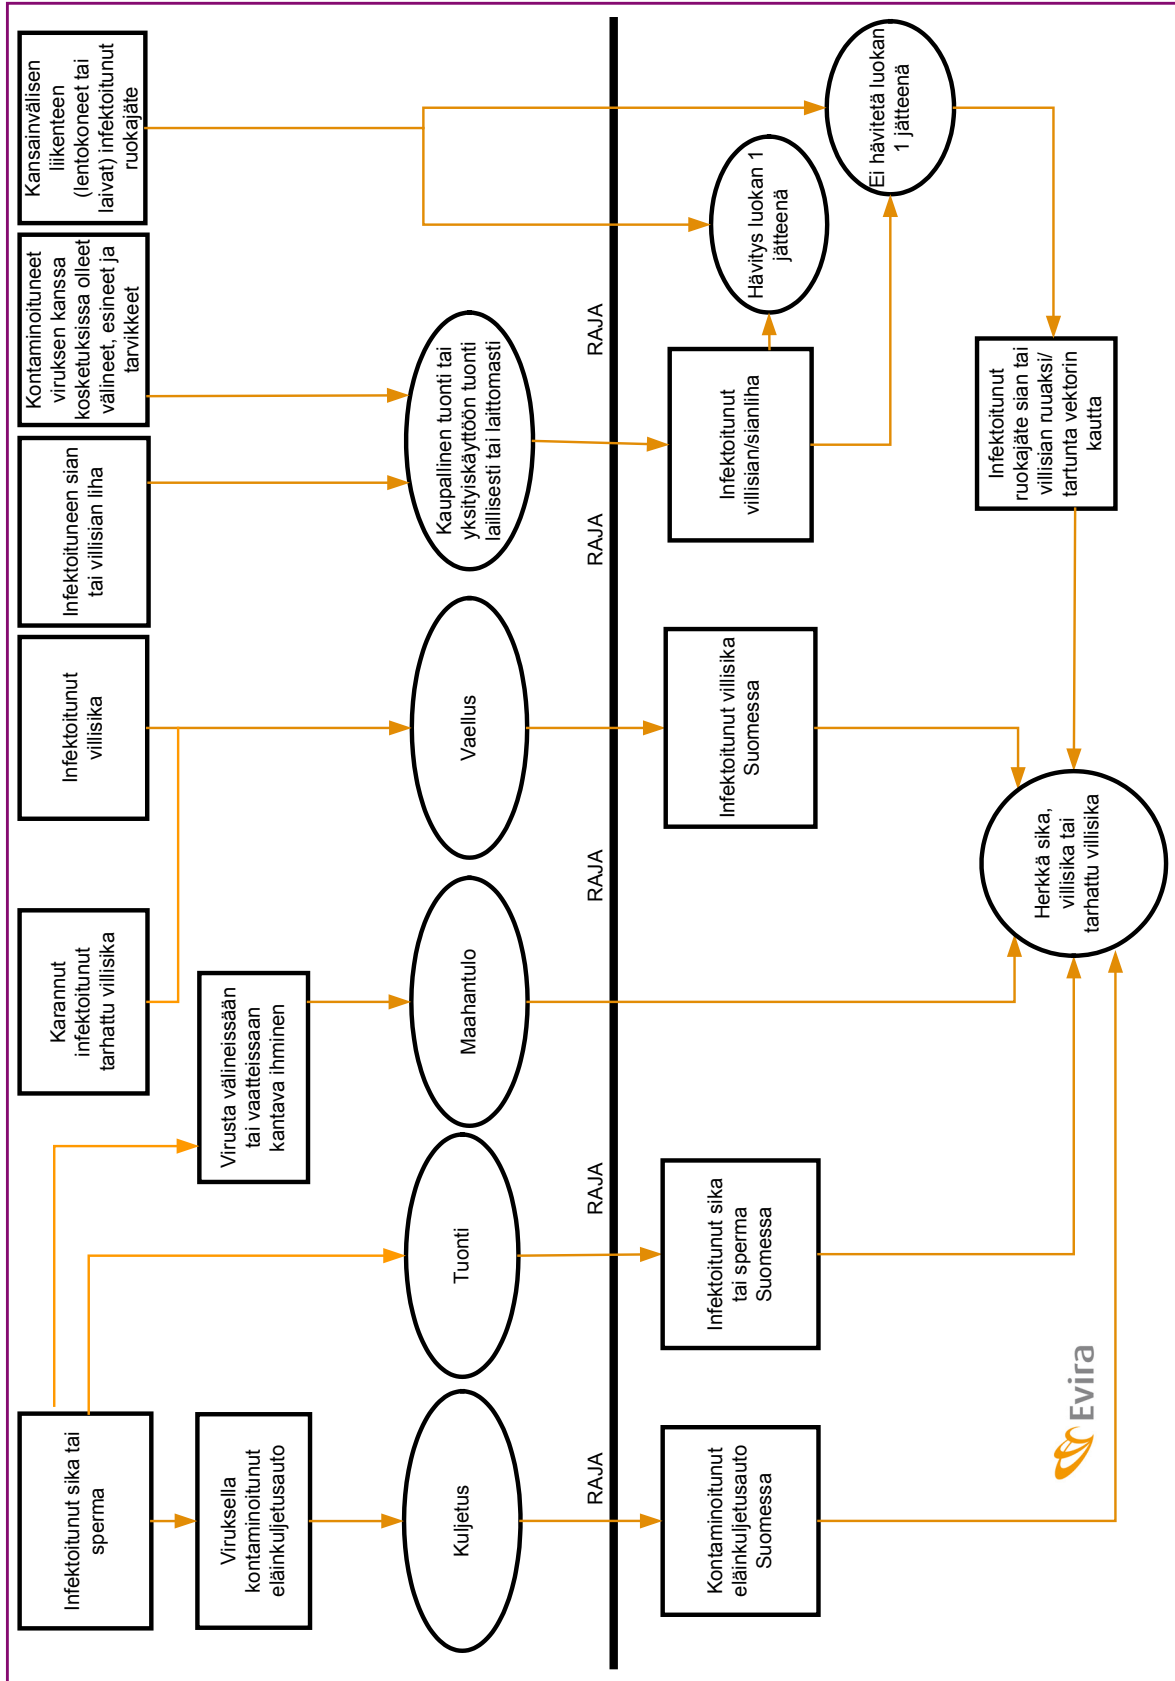 Infektoitunut sika tai
sperma
Karannut
infektoitunut
tarhattu villisika
Infektoitunut
villisika
Infektoituneen sian
tai villisian liha
Kontaminoituneet
viruksen kanssa
kosketuksissa olleet
välineet, esineet ja
tarvikkeet
Kansainvälisen
liikenteen
(lentokoneet tai
laivat) infektoitunut
ruokajäte
Viruksella
kontaminoitunut
eläinkuljetusauto
Virusta välineissään
tai vaatteissaan
kantava ihminen
Kuljetus
Tuonti
Maahantulo
Vaellus
Kaupallinen tuonti tai
yksityiskäyttöön tuonti
laillisesti tai laittomasti
RAJA
RAJA
RAJA
RAJA
RAJA
Kontaminoitunut
eläinkuljetusauto
Suomessa
Infektoitunut sika
tai sperma
Suomessa
Infektoitunut villisika
Suomessa
Infektoitunut
villisian/sianliha
Hävitys luokan 1
jätteenä
Ei hävitetä luokan
1 jätteenä
Herkkä sika,
villisika tai
tarhattu villisika
Infektoitunut
ruokajäte sian tai
villisian ruuaksi/
tartunta vektorin
kautta
Evira